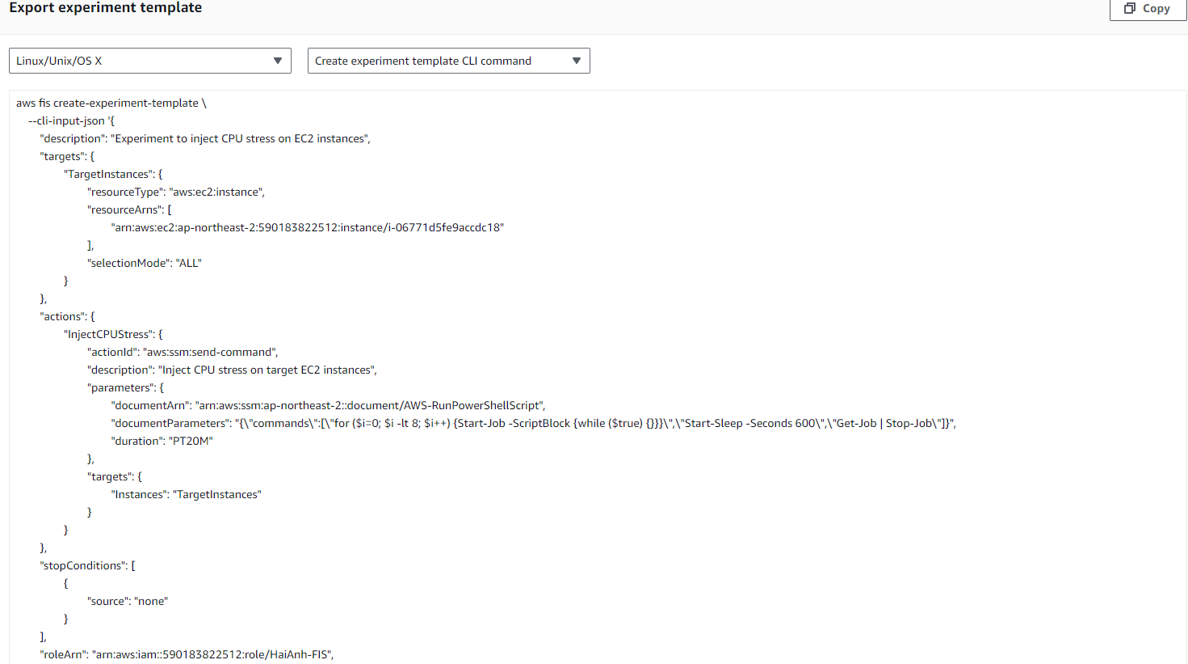 Export experiment template
Copy
Linux/Unix/OS X
Create experiment template CLI command
aws fis create-experiment-template \
--cli-input-json '{
"description": "Experiment to inject CPU stress on EC2 instances",
"targets": {
"TargetInstances": {
"resourceType": "aws:ec2:instance",
"resourceArns": [
"arn:aws:ec2:ap-northeast-2:590183822512:instance/i-06771d5fe9accdc18"
],
"selectionMode": "ALL"
}
},
"actions": {
"InjectCPUStress": {
"actionId": "aws:ssm:send-command",
"description": "Inject CPU stress on target EC2 instances",
"parameters": {
"documentArn": "arn:aws:ssm:ap-northeast-2::document/AWS-RunPowerShellScript",
"documentParameters": "{\"commands\":[\"for ($i=0; $i -lt 8; $i++) {Start-Job -ScriptBlock {while ($true) {}}}\",\"Start-Sleep -Seconds 600\",\"Get-Job | Stop-Job\"]}",
"duration": "PT20M"
},
"targets": {
"Instances": "TargetInstances"
}
}
},
"stopConditions": [
{
"source": "none"
}
],
"roleArn": "arn:aws:iam::590183822512:role/HaiAnh-FIS",